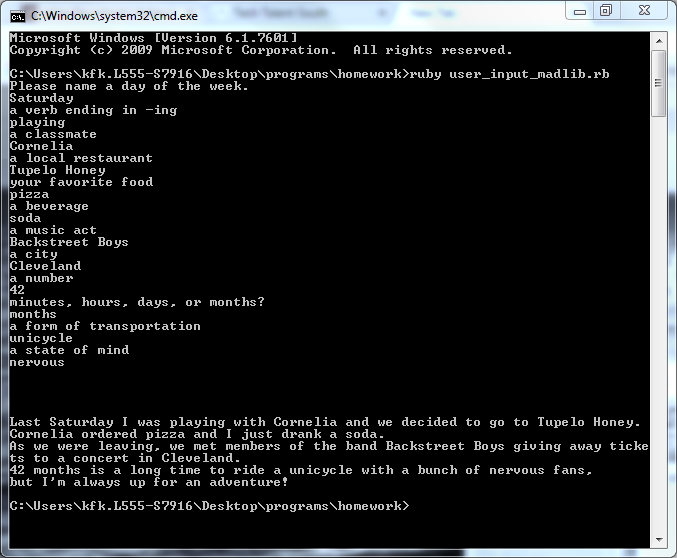 C:\Windows\system32\cmd.exe
Microsoft Windows [Version 6.1.7601]
Copyright (c) 2009 Microsoft Corporation.  All rights reserved.
C:\Users\kfk.L555-S7916\Desktop\programs\homework>ruby user_input_madlib.rb
Please name a day of the week.
Saturday
a verb ending in -ing
playing
a classmate
Cornelia
a local restaurant
Tupelo Honey
your favorite food
pizza
a beverage
soda
a music act
Backstreet Boys
a city
Cleveland
a number
42
minutes, hours, days, or months?
months
a form of transportation
unicycle
a state of mind
nervous
Last Saturday I was playing with Cornelia and we decided to go to Tupelo Honey.
Cornelia ordered pizza and I just drank a soda.
As we were leaving, we met members of the band Backstreet Boys giving away ticke
ts to a concert in Cleveland.
42 months is a long time to ride a unicycle with a bunch of nervous fans,
but I'm always up for an adventure!
C:\Users\kfk.L555-S7916\Desktop\programs\homework>